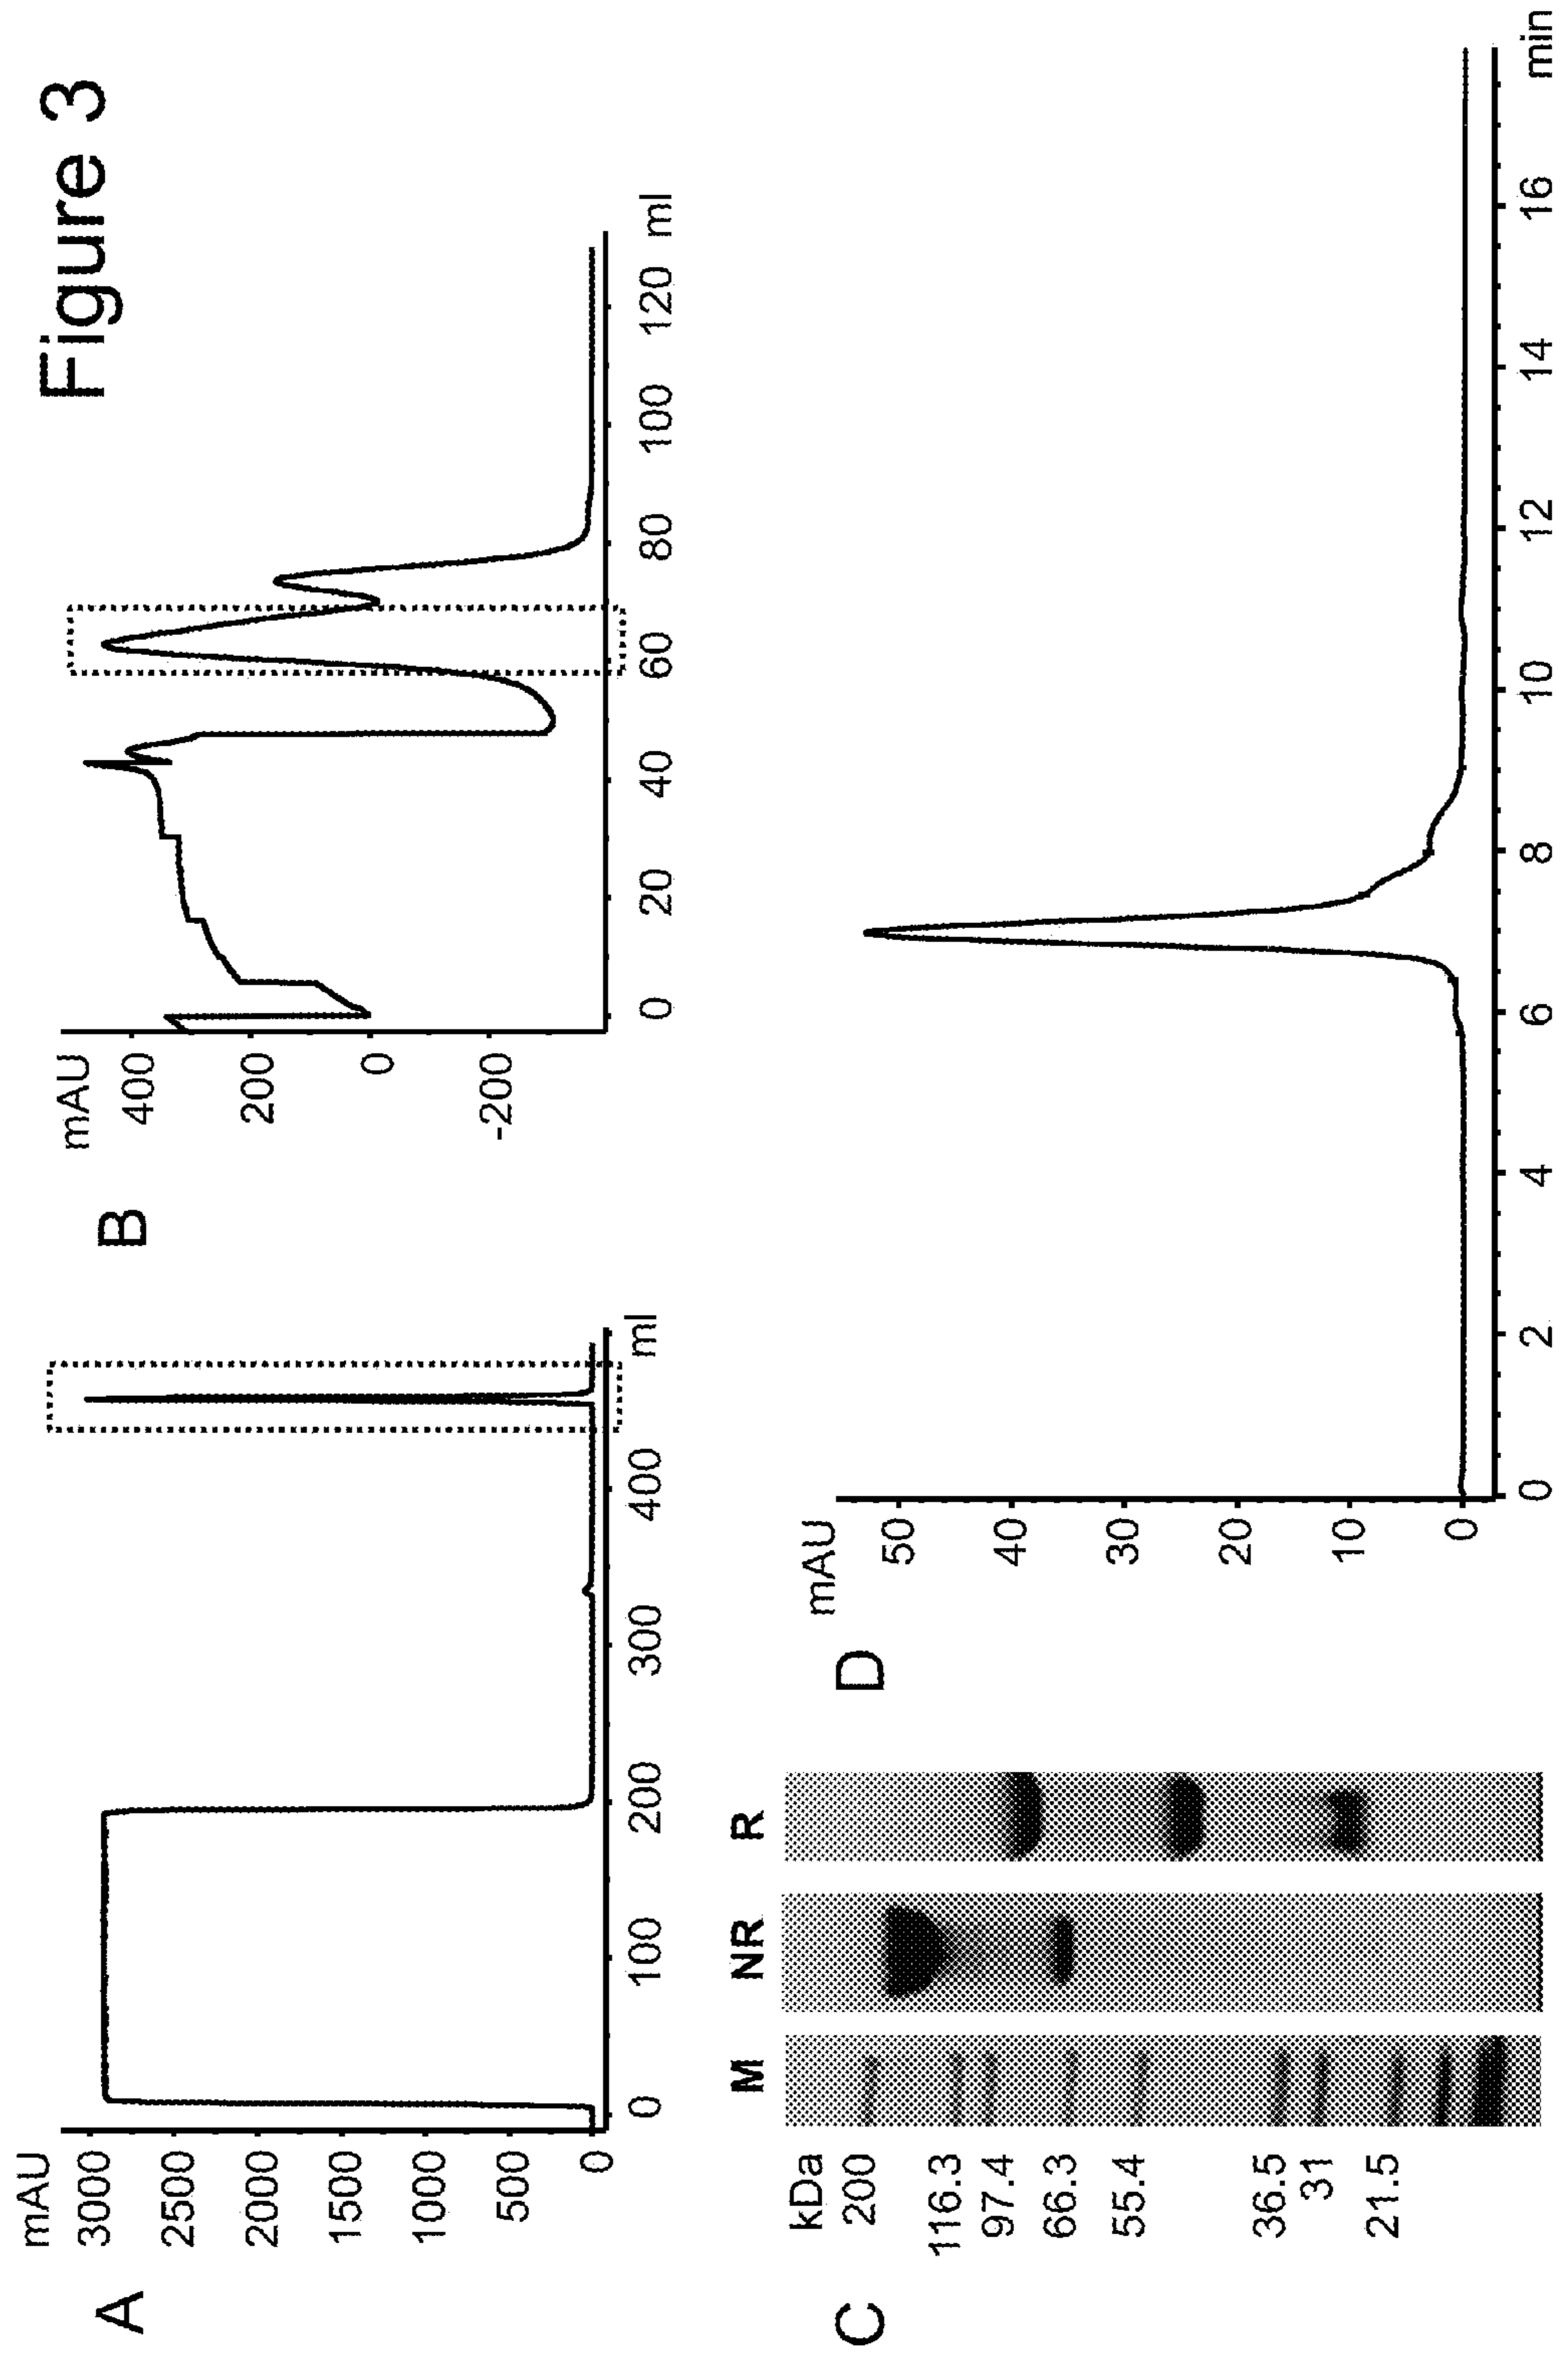 Figure 3
A
mAU
3000
2500
2000
1500
1000
500
0
0 100 200 300 400 ml
B
mAU
400
200
0
-200
0 20 40 60 80 100 120 ml
C
kDa M NR R
200
116.3
97.4
66.3
55.4
36.5
31
21.5
D
mAU
50
40
30
20
10
0
0 2 4 6 8 10 12 14 16 min